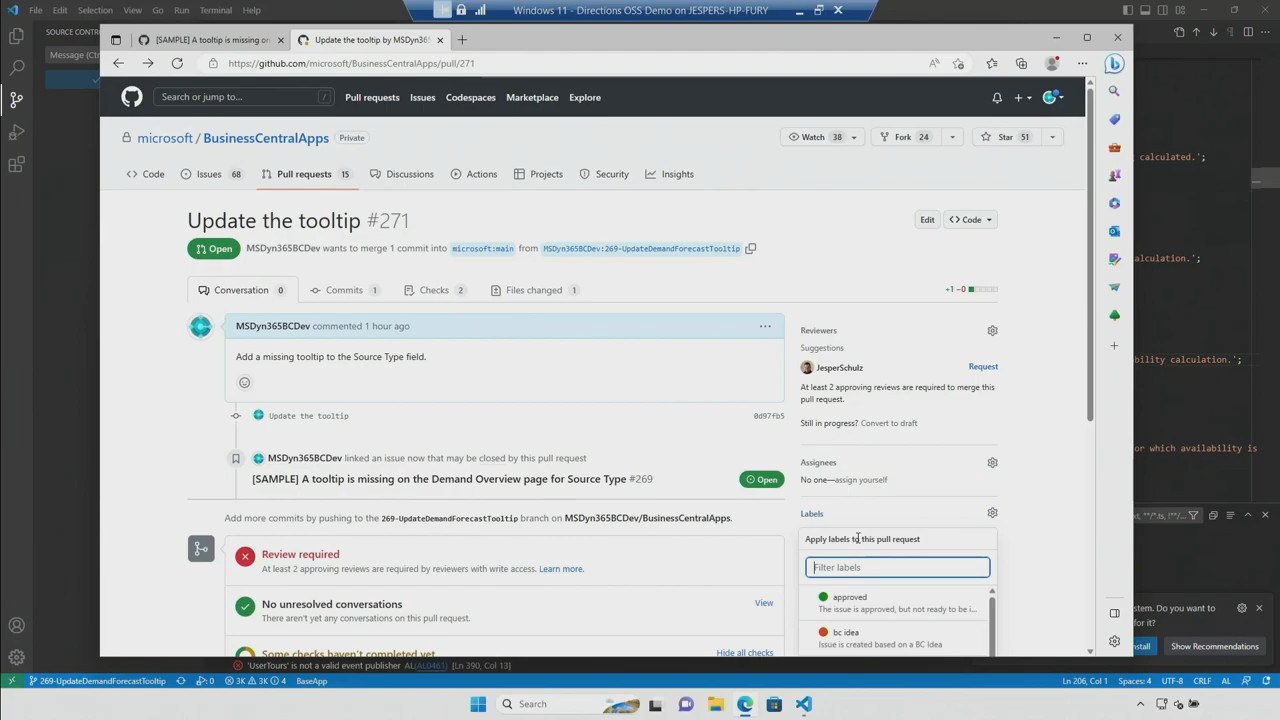 File Edit Selection View Go Run Terminal Help
Windows 11 - Directions OSS Demo on JESPERS-HP-FURY
SOURCE CONTROL
Message (Ctrl
[SAMPLE] A tooltip is missing on
Update the tooltip by MSDyn365
https://github.com/microsoft/BusinessCentralApps/pull/271
Search or jump to... /
Pull requests Issues Codespaces Marketplace Explore
microsoft / BusinessCentralApps Private
Watch 38 Fork 24 Star 51
Code Issues 68 Pull requests 15 Discussions Actions Projects Security Insights
Update the tooltip #271
Edit <> Code
Open MSDyn365BCDev wants to merge 1 commit into microsoft:main from MSDyn365BCDev:269-UpdateDemandForecastTooltip
Conversation 0 Commits 1 Checks 2 Files changed 1
+1 −0
MSDyn365BCDev commented 1 hour ago
Add a missing tooltip to the Source Type field.
Update the tooltip 0d97fb5
MSDyn365BCDev linked an issue now that may be closed by this pull request
[SAMPLE] A tooltip is missing on the Demand Overview page for Source Type #269 Open
Add more commits by pushing to the 269-UpdateDemandForecastTooltip branch on MSDyn365BCDev/BusinessCentralApps.
Review required
At least 2 approving reviews are required by reviewers with write access. Learn more.
No unresolved conversations
There aren't yet any conversations on this pull request.
View
Some checks haven't completed yet
Hide all checks
Reviewers
Suggestions
JesperSchulz Request
At least 2 approving reviews are required to merge this
pull request.
Still in progress? Convert to draft
Assignees
No one—assign yourself
Labels
Apply labels to this pull request
Filter labels
approved
The issue is approved, but not ready to be i...
bc idea
Issue is created based on a BC Idea
calculated.';
alculation.';
bility calculation.';
or which availability is
xt, "**/*.ts, !**/...
stem. Do you want to
for it?
nstall Show Recommendations
'UserTours' is not a valid event publisher AL(AL0461) [Ln 390, Col 13]
269-UpdateDemandForecastTooltip 0 3K 3K 4 BaseApp
Ln 206, Col 1 Spaces: 4 UTF-8 CRLF AL
Search